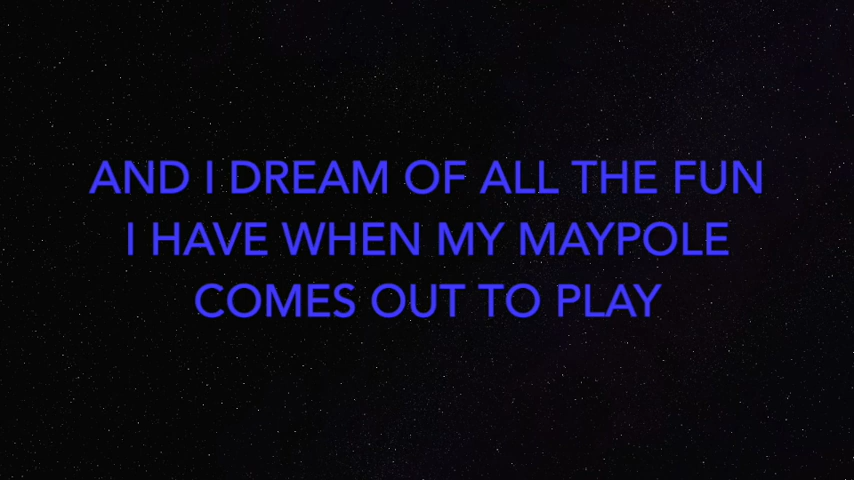 AND I DREAM OF ALL THE FUN
I HAVE WHEN MY MAYPOLE
COMES OUT TO PLAY